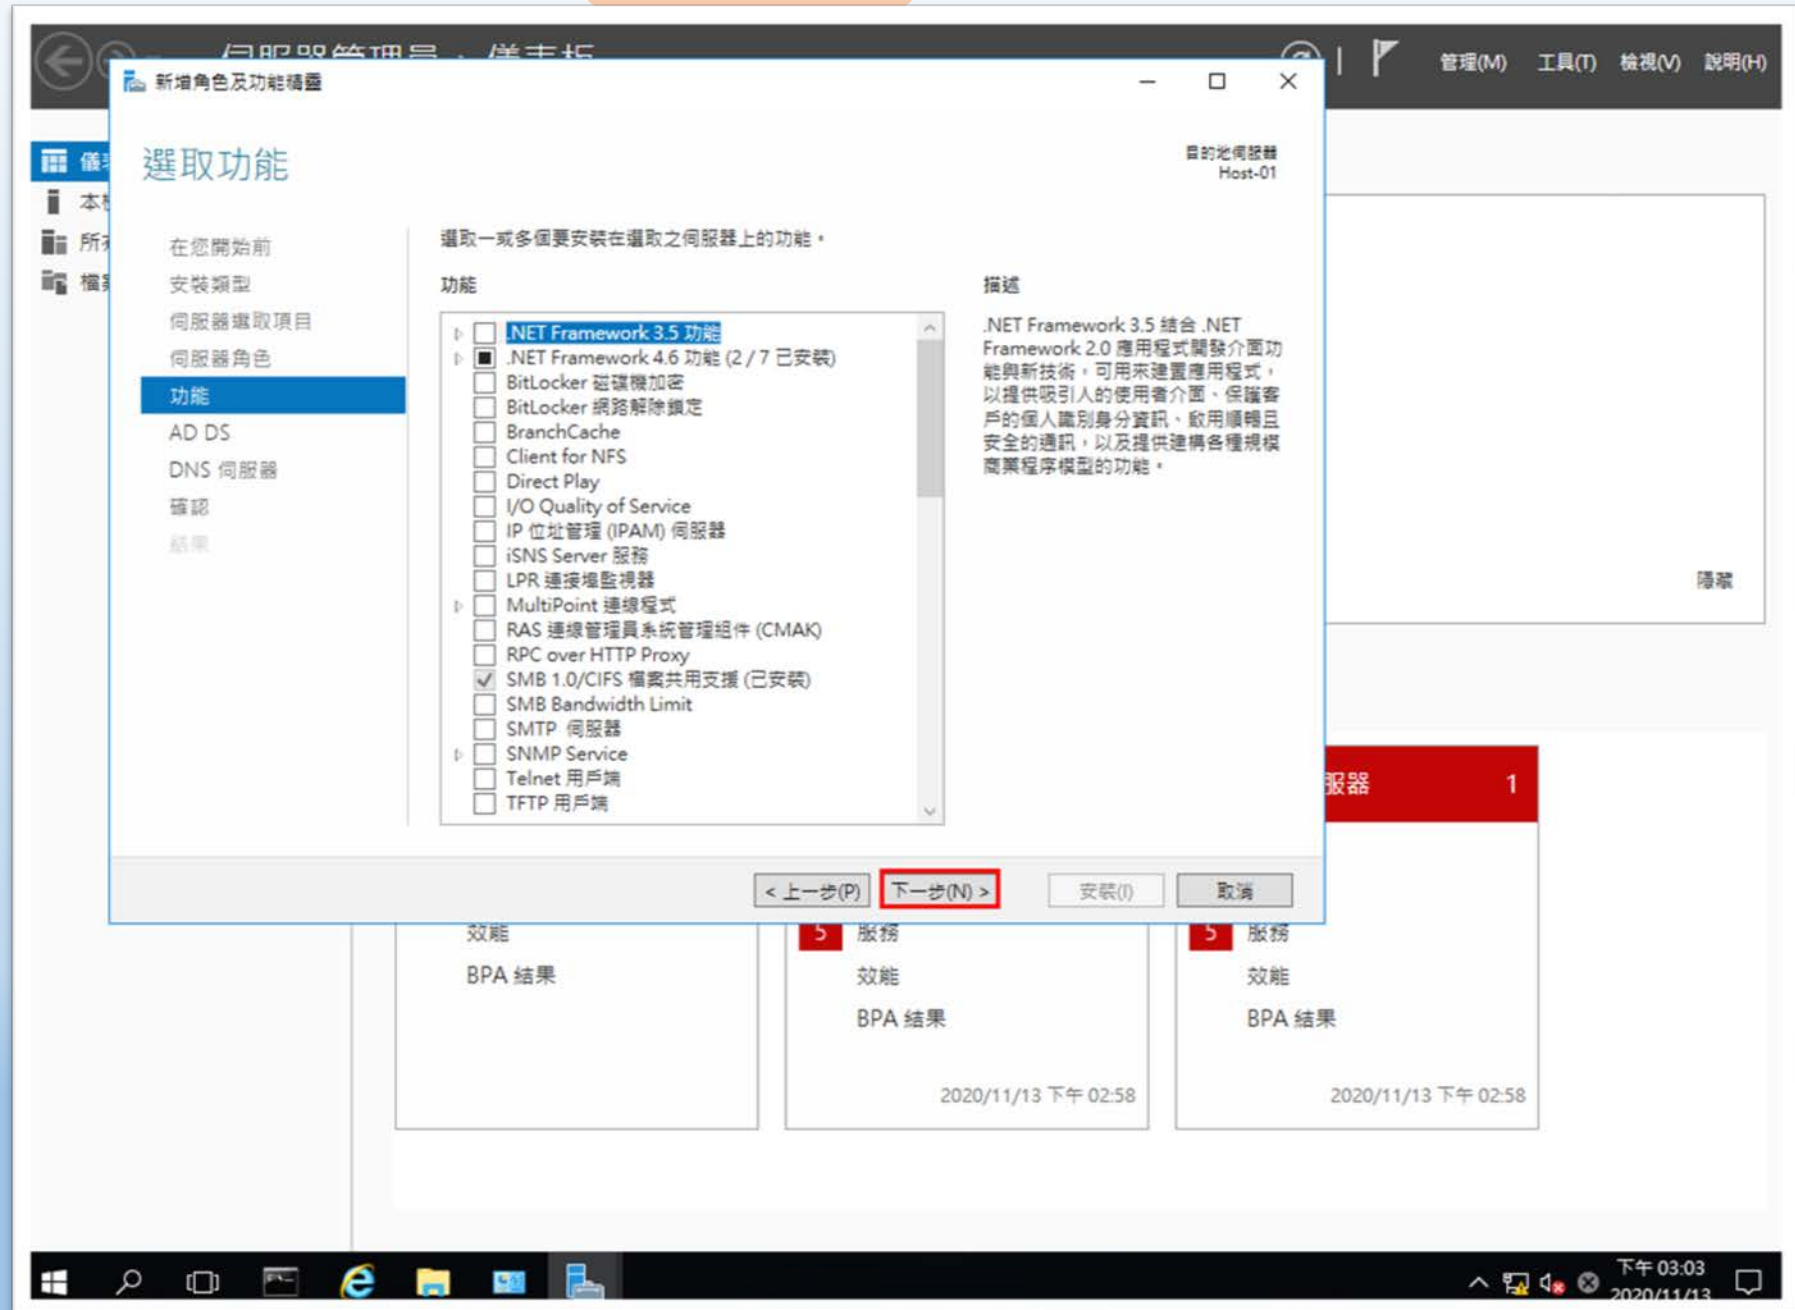 伺服器管理員 · 儀表板
管理(M) 工具(T) 檢視(V) 說明(H)
新增角色及功能精靈
選取功能
目的地伺服器
Host-01
在您開始前
安裝類型
伺服器選取項目
伺服器角色
功能
AD DS
DNS 伺服器
確認
結果
選取一或多個要安裝在選取之伺服器上的功能。
功能
.NET Framework 3.5 功能
.NET Framework 4.6 功能 (2 / 7 已安裝)
BitLocker 磁碟機加密
BitLocker 網路解除鎖定
BranchCache
Client for NFS
Direct Play
I/O Quality of Service
IP 位址管理 (IPAM) 伺服器
iSNS Server 服務
LPR 連接埠監視器
MultiPoint 連線程式
RAS 連線管理員系統管理組件 (CMAK)
RPC over HTTP Proxy
SMB 1.0/CIFS 檔案共用支援 (已安裝)
SMB Bandwidth Limit
SMTP 伺服器
SNMP Service
Telnet 用戶端
TFTP 用戶端
描述
.NET Framework 3.5 結合 .NET
Framework 2.0 應用程式開發介面功
能與新技術，可用來建置應用程式，
以提供吸引人的使用者介面、保護客
戶的個人識別身分資訊、啟用順暢且
安全的通訊，以及提供建構各種規模
商業程序模型的功能。
< 上一步(P) 下一步(N) > 安裝(I) 取消
儀
本
所
檔
隱藏
服器 1
效能
BPA 結果
5 服務
效能
BPA 結果
2020/11/13 下午 02:58
5 服務
效能
BPA 結果
2020/11/13 下午 02:58
下午 03:03
2020/11/13